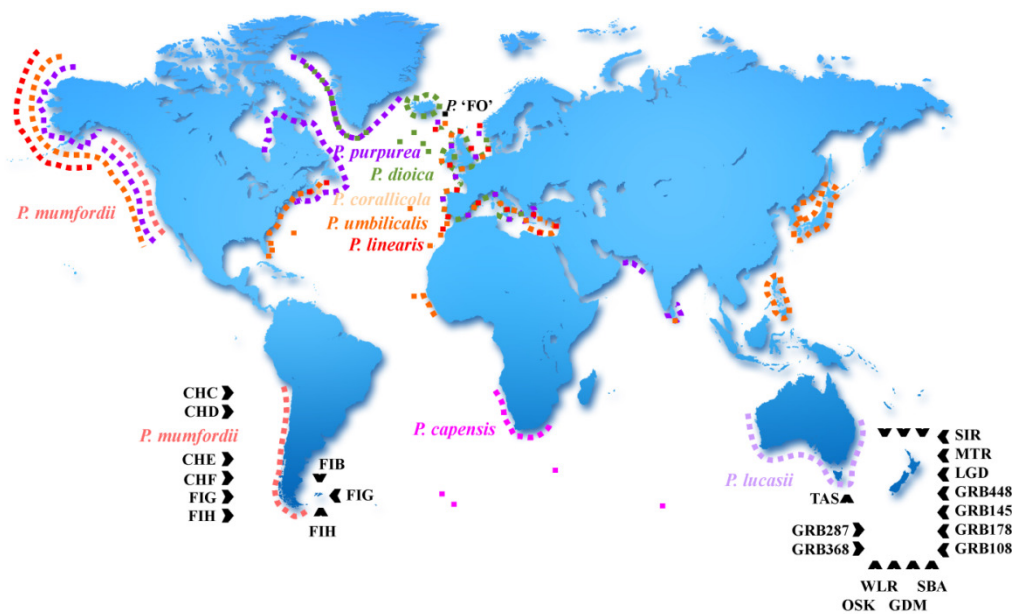 P. 'FO'
P. purpurea
P. dioica
P. corallicola
P. mumfordii
P. umbilicalis
P. linearis
CHC
CHD
P. mumfordii
CHE
CHF
FIG
FIH
FIB
FIG
FIH
P. capensis
P. lucasii
TAS
SIR
MTR
LGD
GRB448
GRB145
GRB178
GRB108
GRB287
GRB368
WLR SBA
OSK GDM